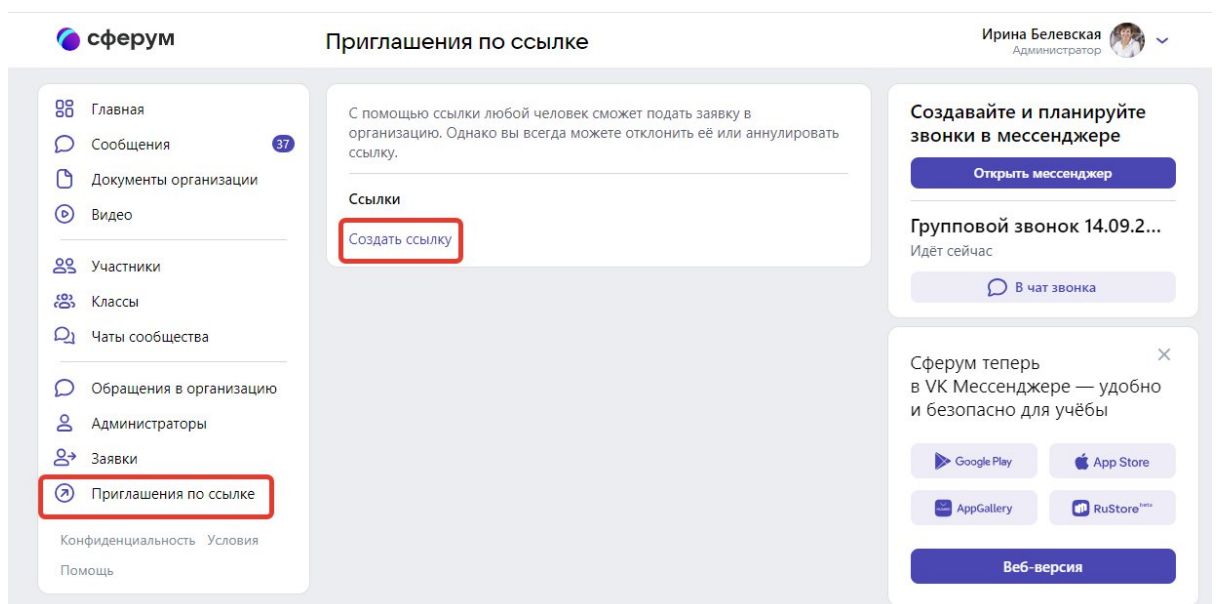 сферум
Приглашения по ссылке
Ирина Белевская
Администратор
Главная
Сообщения 37
Документы организации
Видео
Участники
Классы
Чаты сообщества
Обращения в организацию
Администраторы
Заявки
Приглашения по ссылке
Конфиденциальность Условия
Помощь
С помощью ссылки любой человек сможет подать заявку в
организацию. Однако вы всегда можете отклонить её или аннулировать
ссылку.
Ссылки
Создать ссылку
Создавайте и планируйте
звонки в мессенджере
Открыть мессенджер
Групповой звонок 14.09.2...
Идёт сейчас
В чат звонка
Сферум теперь
в VK Мессенджере — удобно
и безопасно для учёбы
Google Play
App Store
AppGallery
RuStore beta
Веб-версия